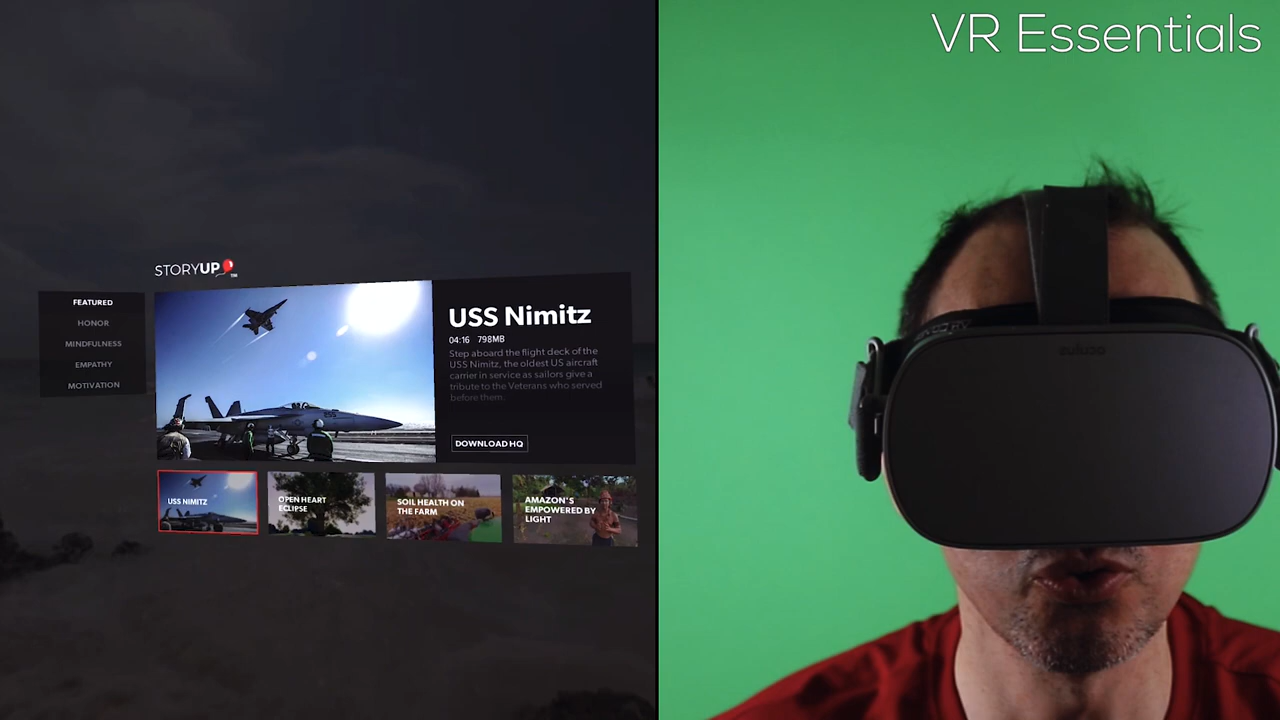 VR Essentials
STORYUP
TM
FEATURED
HONOR
MINDFULNESS
EMPATHY
MOTIVATION
USS Nimitz
04:16 798MB
Step aboard the flight deck of the
USS Nimitz, the oldest US aircraft
carrier in service as sailors give a
tribute to the Veterans who served
before them.
DOWNLOAD HQ
USS NIMITZ
OPEN HEART
ECLIPSE
SOIL HEALTH ON
THE FARM
AMAZON'S
EMPOWERED BY
LIGHT
oculus